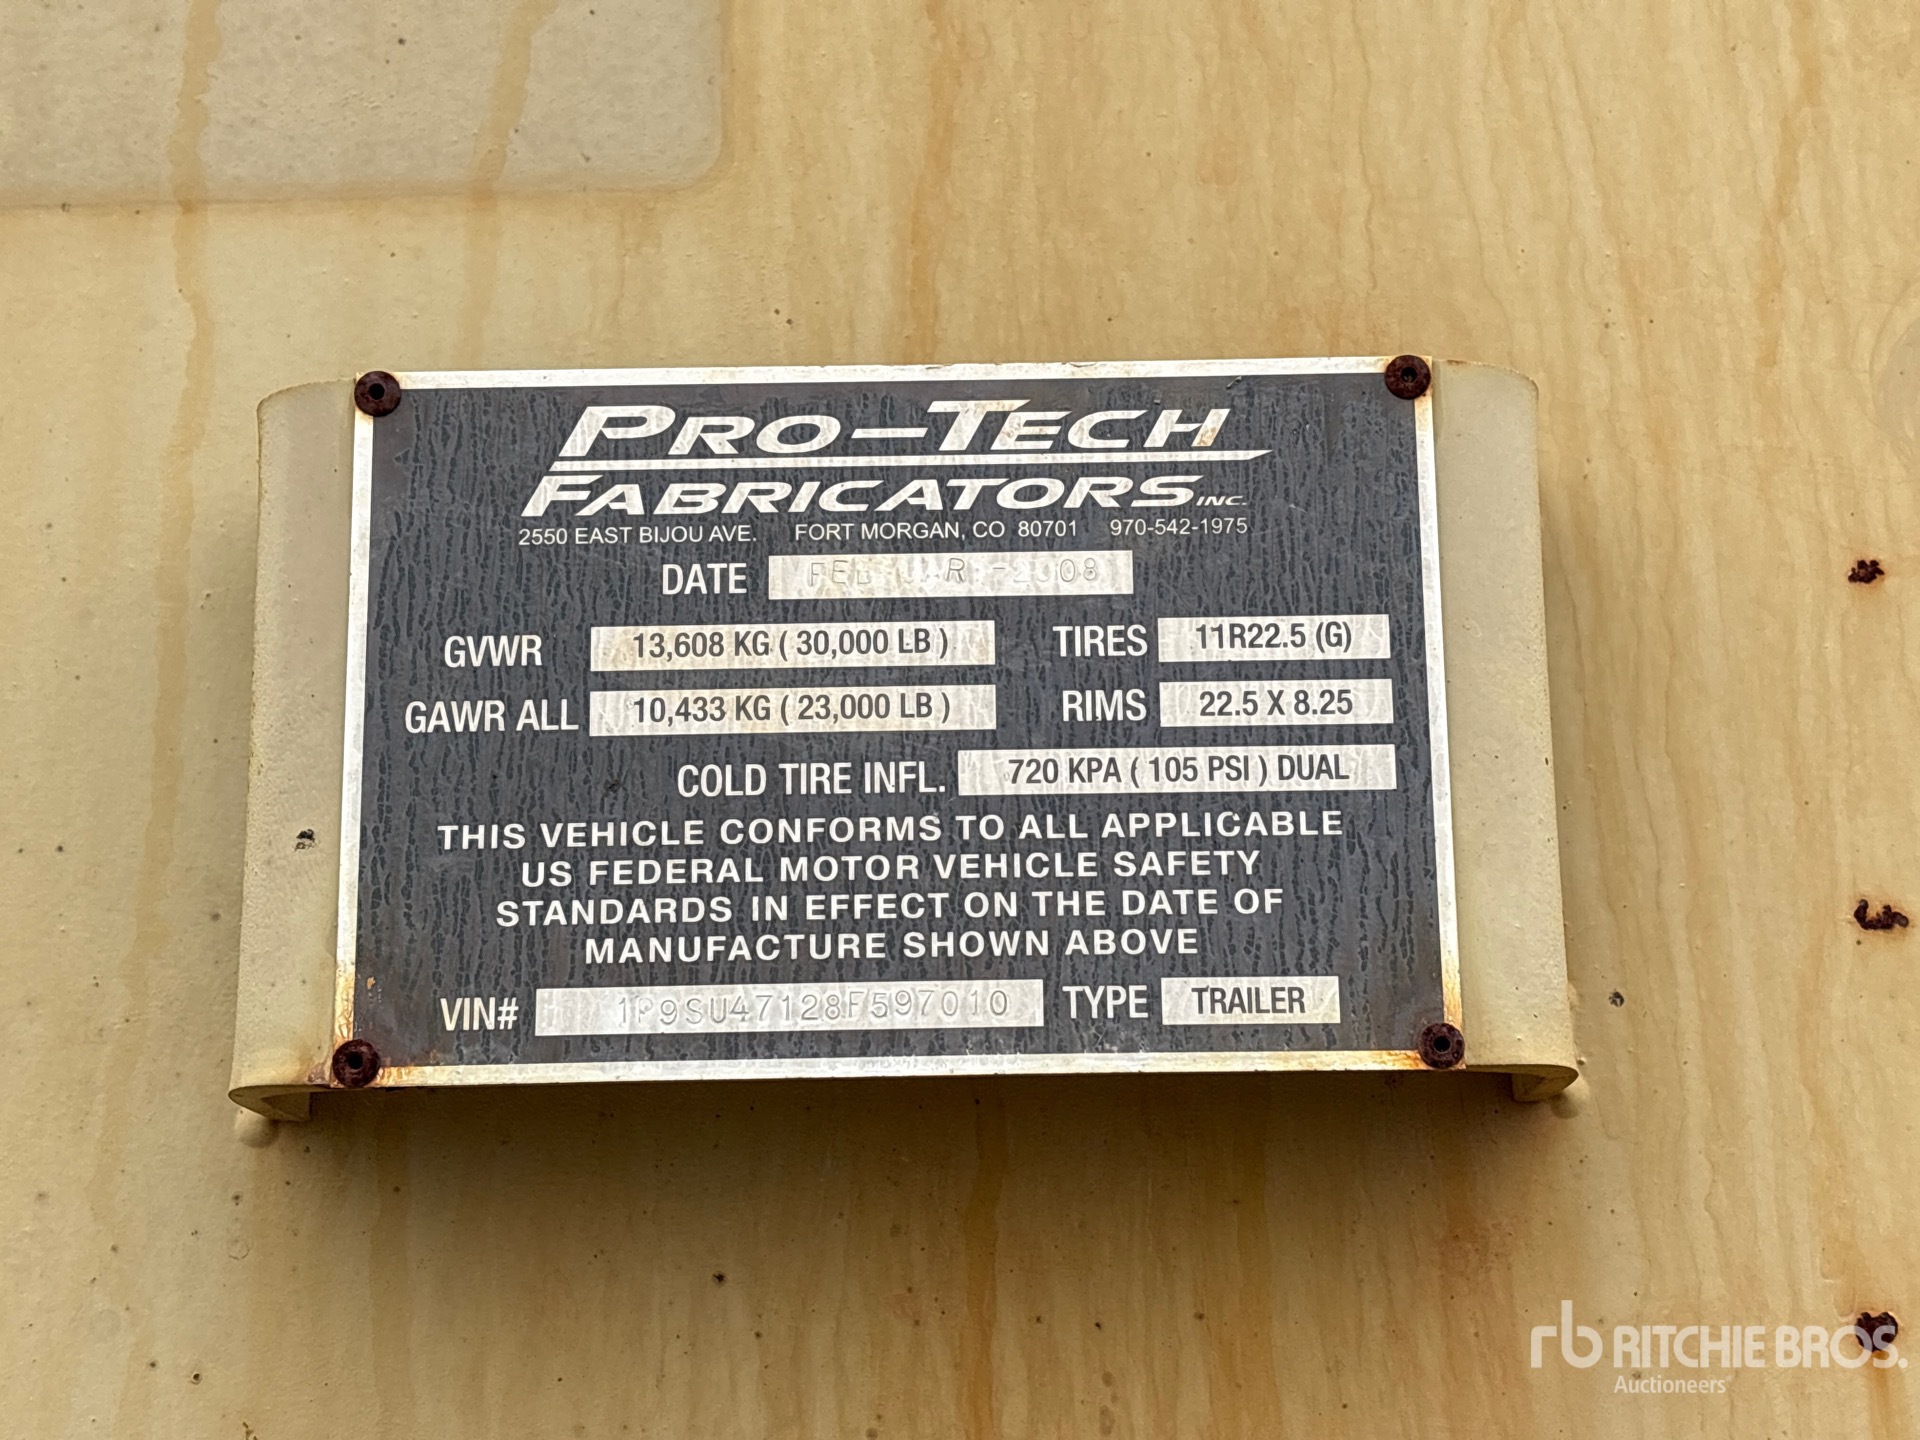 PRO-TECH
FABRICATORS INC.
2550 EAST BIJOU AVE. FORT MORGAN, CO 80701 970-542-1975
DATE FEBRUARY-2008
GVWR 13,608 KG ( 30,000 LB ) TIRES 11R22.5 (G)
GAWR ALL 10,433 KG ( 23,000 LB ) RIMS 22.5 X 8.25
COLD TIRE INFL. 720 KPA ( 105 PSI ) DUAL
THIS VEHICLE CONFORMS TO ALL APPLICABLE
US FEDERAL MOTOR VEHICLE SAFETY
STANDARDS IN EFFECT ON THE DATE OF
MANUFACTURE SHOWN ABOVE
VIN# 1P9SU47128F597010 TYPE TRAILER
rb RITCHIE BROS.
Auctioneers